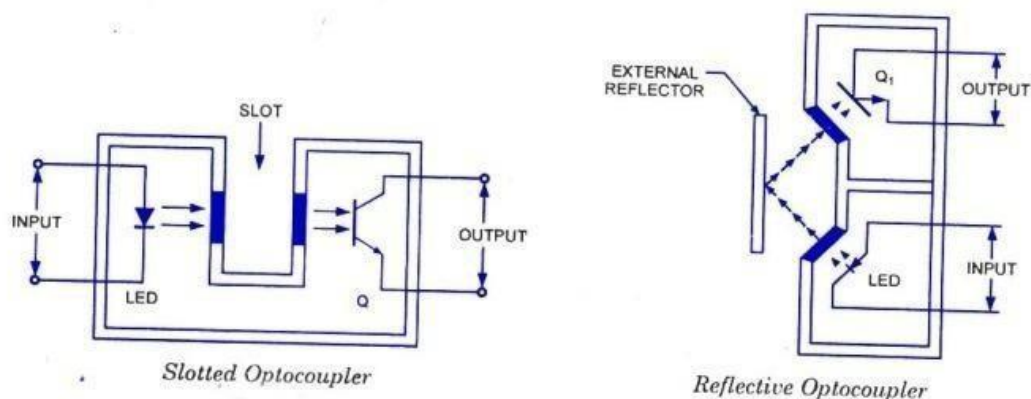 SLOT
INPUT
LED
Q
OUTPUT
Slotted Optocoupler
EXTERNAL
REFLECTOR
Q1
OUTPUT
LED
INPUT
Reflective Optocoupler